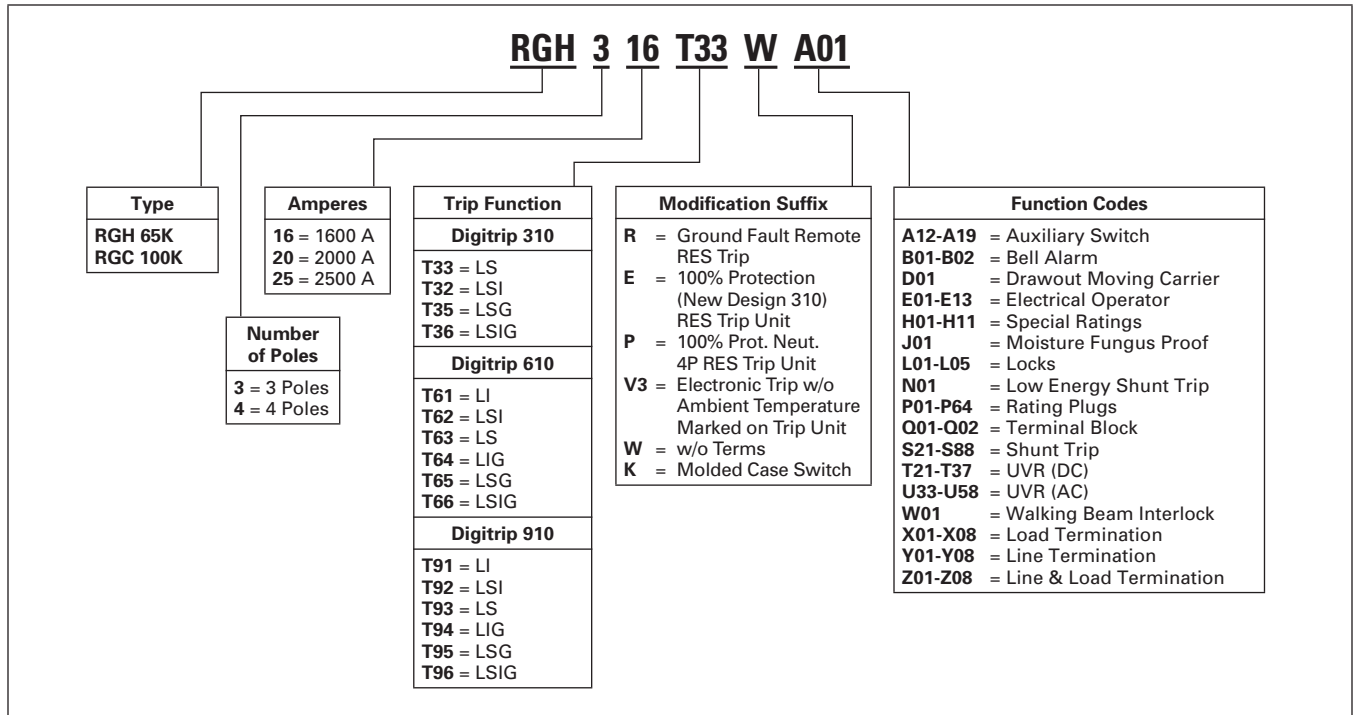 RGH 3 16 T33 W A01
Type
RGH 65K
RGC 100K
Number
of Poles
3 = 3 Poles
4 = 4 Poles
Amperes
16 = 1600 A
20 = 2000 A
25 = 2500 A
Trip Function
Digitrip 310
T33 = LS
T32 = LSI
T35 = LSG
T36 = LSIG
Digitrip 610
T61 = LI
T62 = LSI
T63 = LS
T64 = LIG
T65 = LSG
T66 = LSIG
Digitrip 910
T91 = LI
T92 = LSI
T93 = LS
T94 = LIG
T95 = LSG
T96 = LSIG
Modification Suffix
R = Ground Fault Remote
RES Trip
E = 100% Protection
(New Design 310)
RES Trip Unit
P = 100% Prot. Neut.
4P RES Trip Unit
V3 = Electronic Trip w/o
Ambient Temperature
Marked on Trip Unit
W = w/o Terms
K = Molded Case Switch
Function Codes
A12-A19 = Auxiliary Switch
B01-B02 = Bell Alarm
D01 = Drawout Moving Carrier
E01-E13 = Electrical Operator
H01-H11 = Special Ratings
J01 = Moisture Fungus Proof
L01-L05 = Locks
N01 = Low Energy Shunt Trip
P01-P64 = Rating Plugs
Q01-Q02 = Terminal Block
S21-S88 = Shunt Trip
T21-T37 = UVR (DC)
U33-U58 = UVR (AC)
W01 = Walking Beam Interlock
X01-X08 = Load Termination
Y01-Y08 = Line Termination
Z01-Z08 = Line & Load Termination